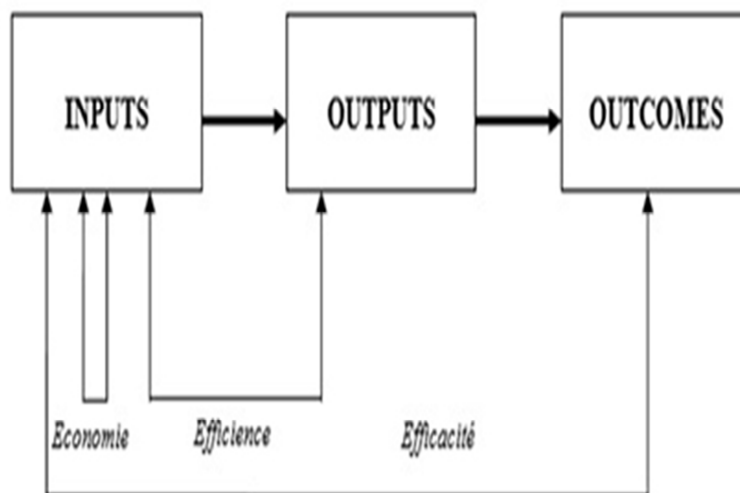 INPUTS
OUTPUTS
OUTCOMES
Economie
Efficience
Efficacité